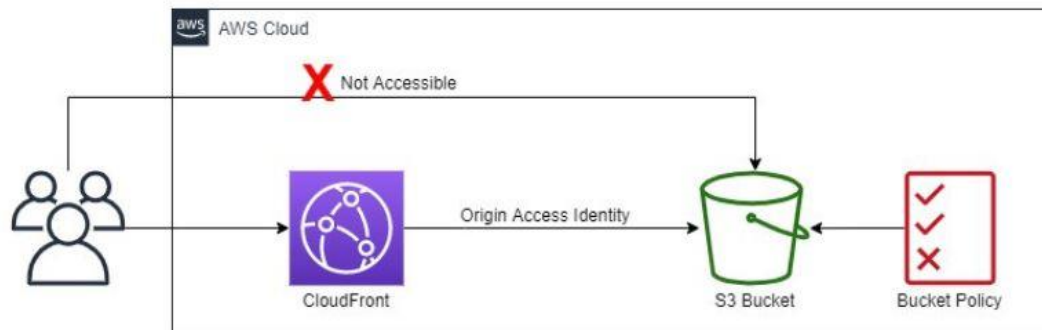 aws AWS Cloud
X Not Accessible
Origin Access Identity
CloudFront
S3 Bucket
Bucket Policy